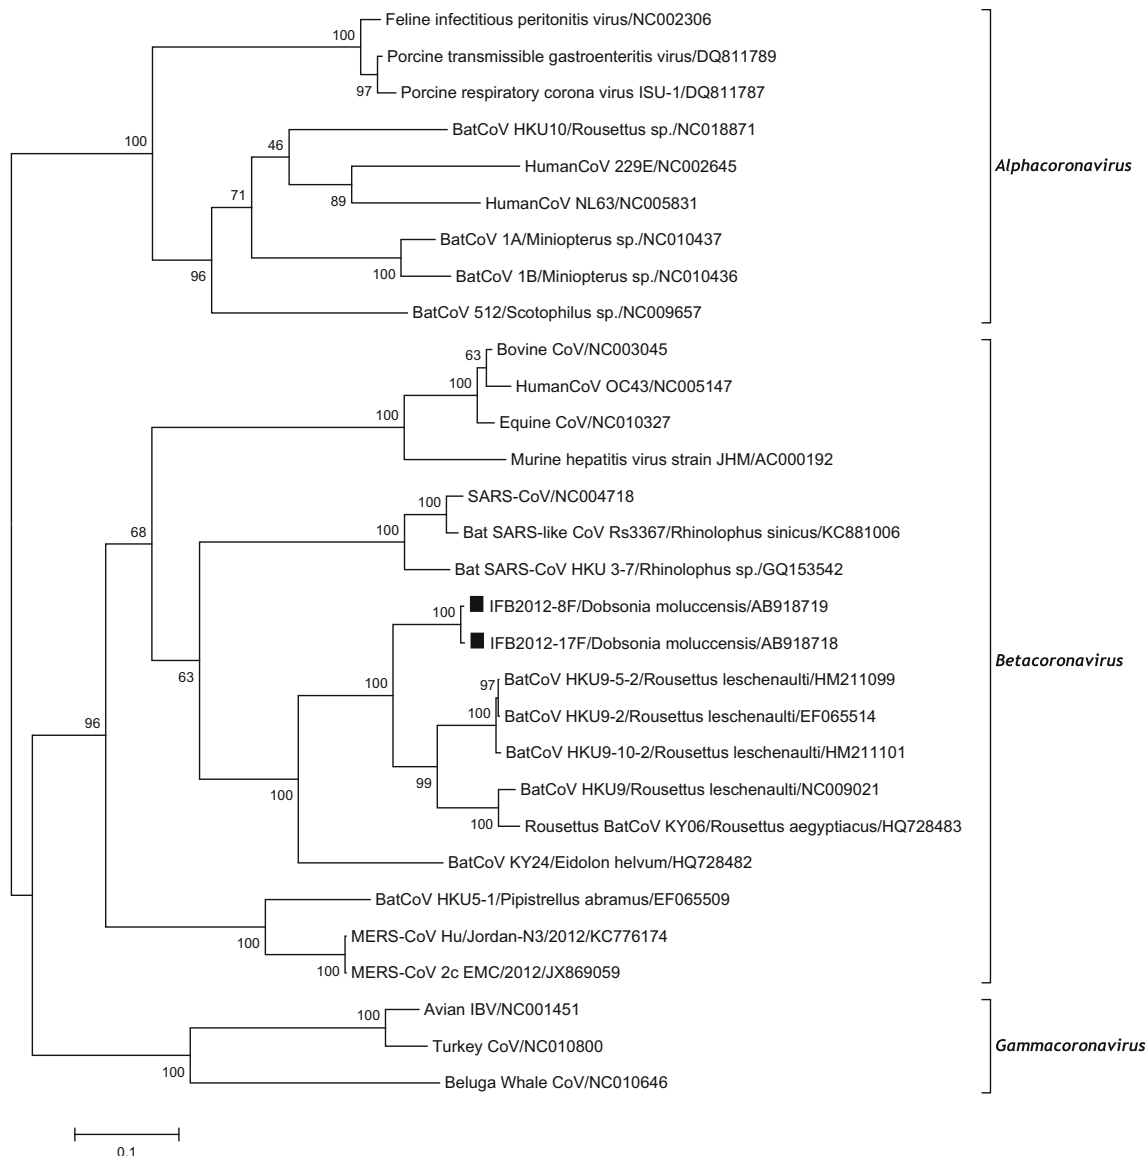 Feline infectitious peritonitis virus/NC002306
100
Porcine transmissible gastroenteritis virus/DQ811789
97
Porcine respiratory corona virus ISU-1/DQ811787
100
BatCoV HKU10/Rousettus sp./NC018871
46
HumanCoV 229E/NC002645
Alphacoronavirus
71
89
HumanCoV NL63/NC005831
BatCoV 1A/Miniopterus sp./NC010437
96
100
BatCoV 1B/Miniopterus sp./NC010436
BatCoV 512/Scotophilus sp./NC009657
63
Bovine CoV/NC003045
100
HumanCoV OC43/NC005147
100
Equine CoV/NC010327
Murine hepatitis virus strain JHM/AC000192
100
SARS-CoV/NC004718
68
100
Bat SARS-like CoV Rs3367/Rhinolophus sinicus/KC881006
Bat SARS-CoV HKU 3-7/Rhinolophus sp./GQ153542
100
IFB2012-8F/Dobsonia moluccensis/AB918719
IFB2012-17F/Dobsonia moluccensis/AB918718
Betacoronavirus
63
100
97
BatCoV HKU9-5-2/Rousettus leschenaulti/HM211099
96
100
BatCoV HKU9-2/Rousettus leschenaulti/EF065514
BatCoV HKU9-10-2/Rousettus leschenaulti/HM211101
99
100
BatCoV HKU9/Rousettus leschenaulti/NC009021
100
Rousettus BatCoV KY06/Rousettus aegyptiacus/HQ728483
BatCoV KY24/Eidolon helvum/HQ728482
BatCoV HKU5-1/Pipistrellus abramus/EF065509
100
MERS-CoV Hu/Jordan-N3/2012/KC776174
100
MERS-CoV 2c EMC/2012/JX869059
100
Avian IBV/NC001451
Turkey CoV/NC010800
Gammacoronavirus
100
Beluga Whale CoV/NC010646
0.1